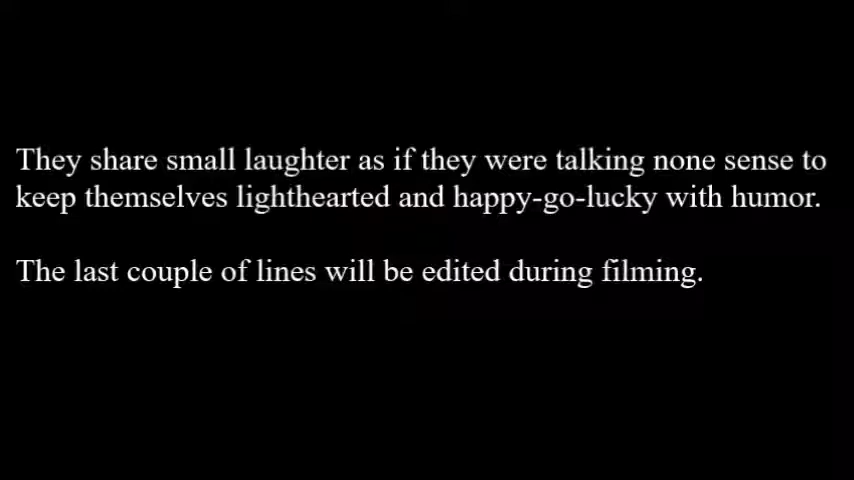 They share small laughter as if they were talking none sense to
keep themselves lighthearted and happy-go-lucky with humor.
The last couple of lines will be edited during filming.